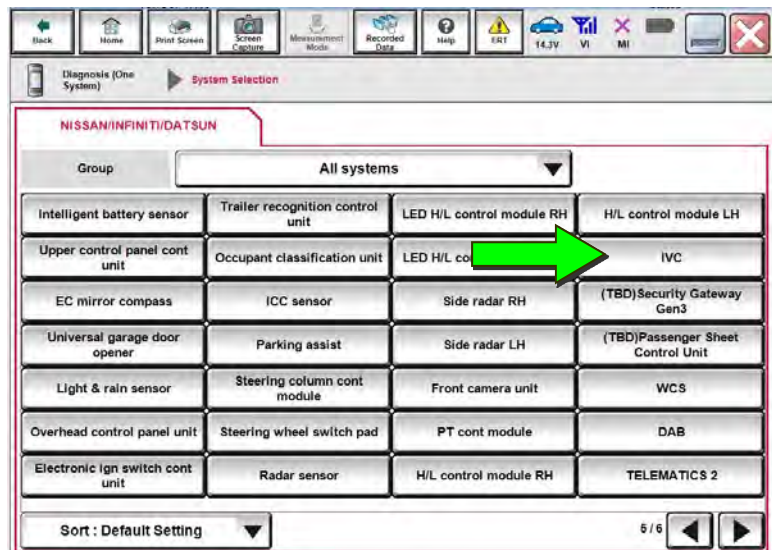 Back
Home
Print Screen
Screen
Capture
Measurement
Mode
Recorded
Data
Help
ERT
14.3V
VI
MI
Diagnosis (One
System)
System Selection
NISSAN/INFINITI/DATSUN
Group
All systems
Intelligent battery sensor
Trailer recognition control
unit
LED H/L control module RH
H/L control module LH
Upper control panel cont
unit
Occupant classification unit
LED H/L
IVC
EC mirror compass
ICC sensor
Side radar RH
(TBD)Security Gateway
Gen3
Universal garage door
opener
Parking assist
Side radar LH
(TBD)Passenger Sheet
Control Unit
Light & rain sensor
Steering column cont
module
Front camera unit
WCS
Overhead control panel unit
Steering wheel switch pad
PT cont module
DAB
Electronic ign switch cont
unit
Radar sensor
H/L control module RH
TELEMATICS 2
Sort : Default Setting